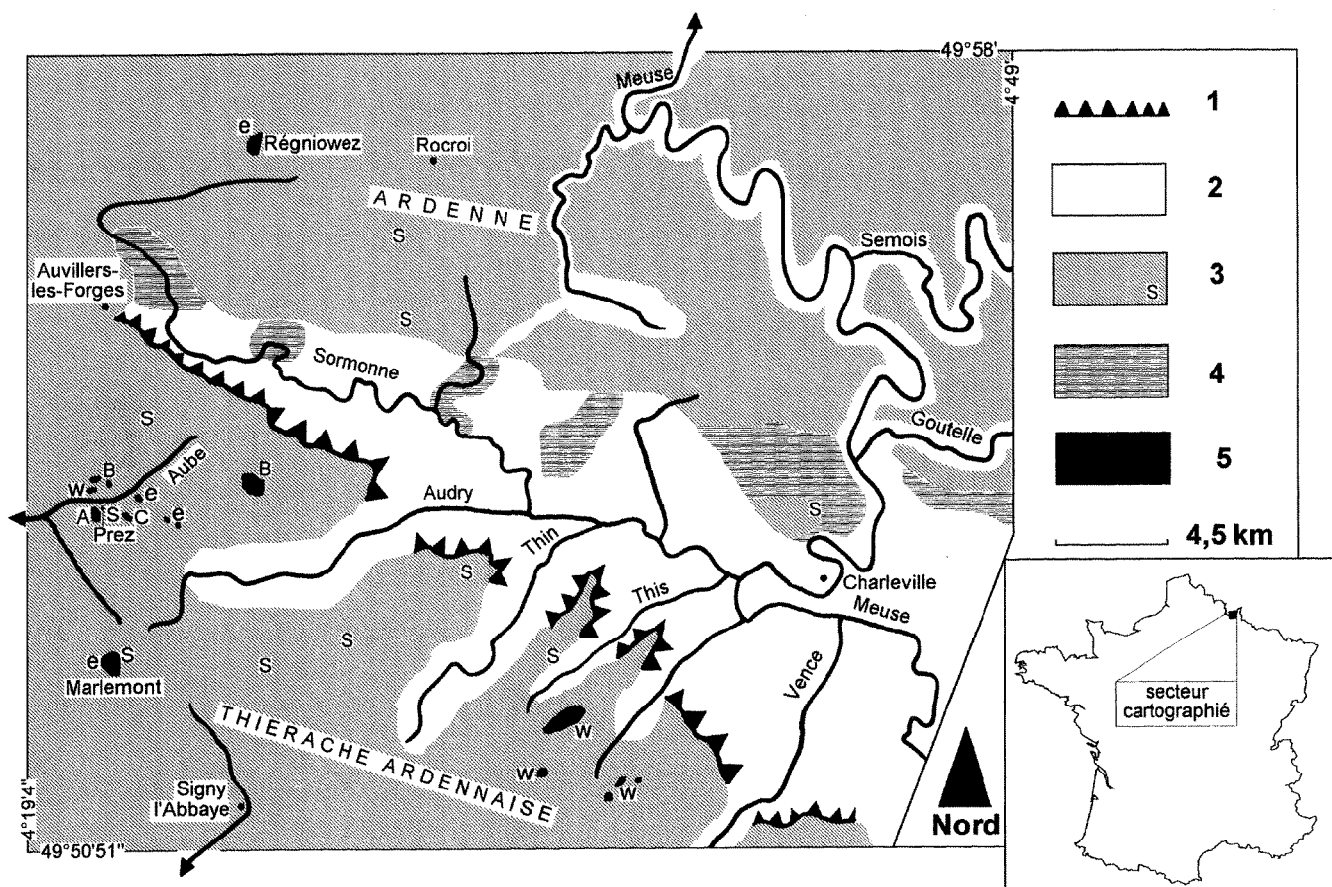 49°58'
4°49'
Meuse
e
Régniowez
Rocroi
ARDENNE
S
Semois
Auvillers-
les-Forges
S
Sormonne
Goutelle
S
Aube
B
B
w
e
A
S
C
e
Prez
Audry
S
Thin
S
Charleville
This
Meuse
S
S
S
S
e
Marlemont
Vence
w
THIERACHE ARDENNAISE
w
w
Signy
l'Abbaye
4°19'4"
49°50'51"
Nord
1
2
S
3
4
5
4,5 km
secteur
cartographié